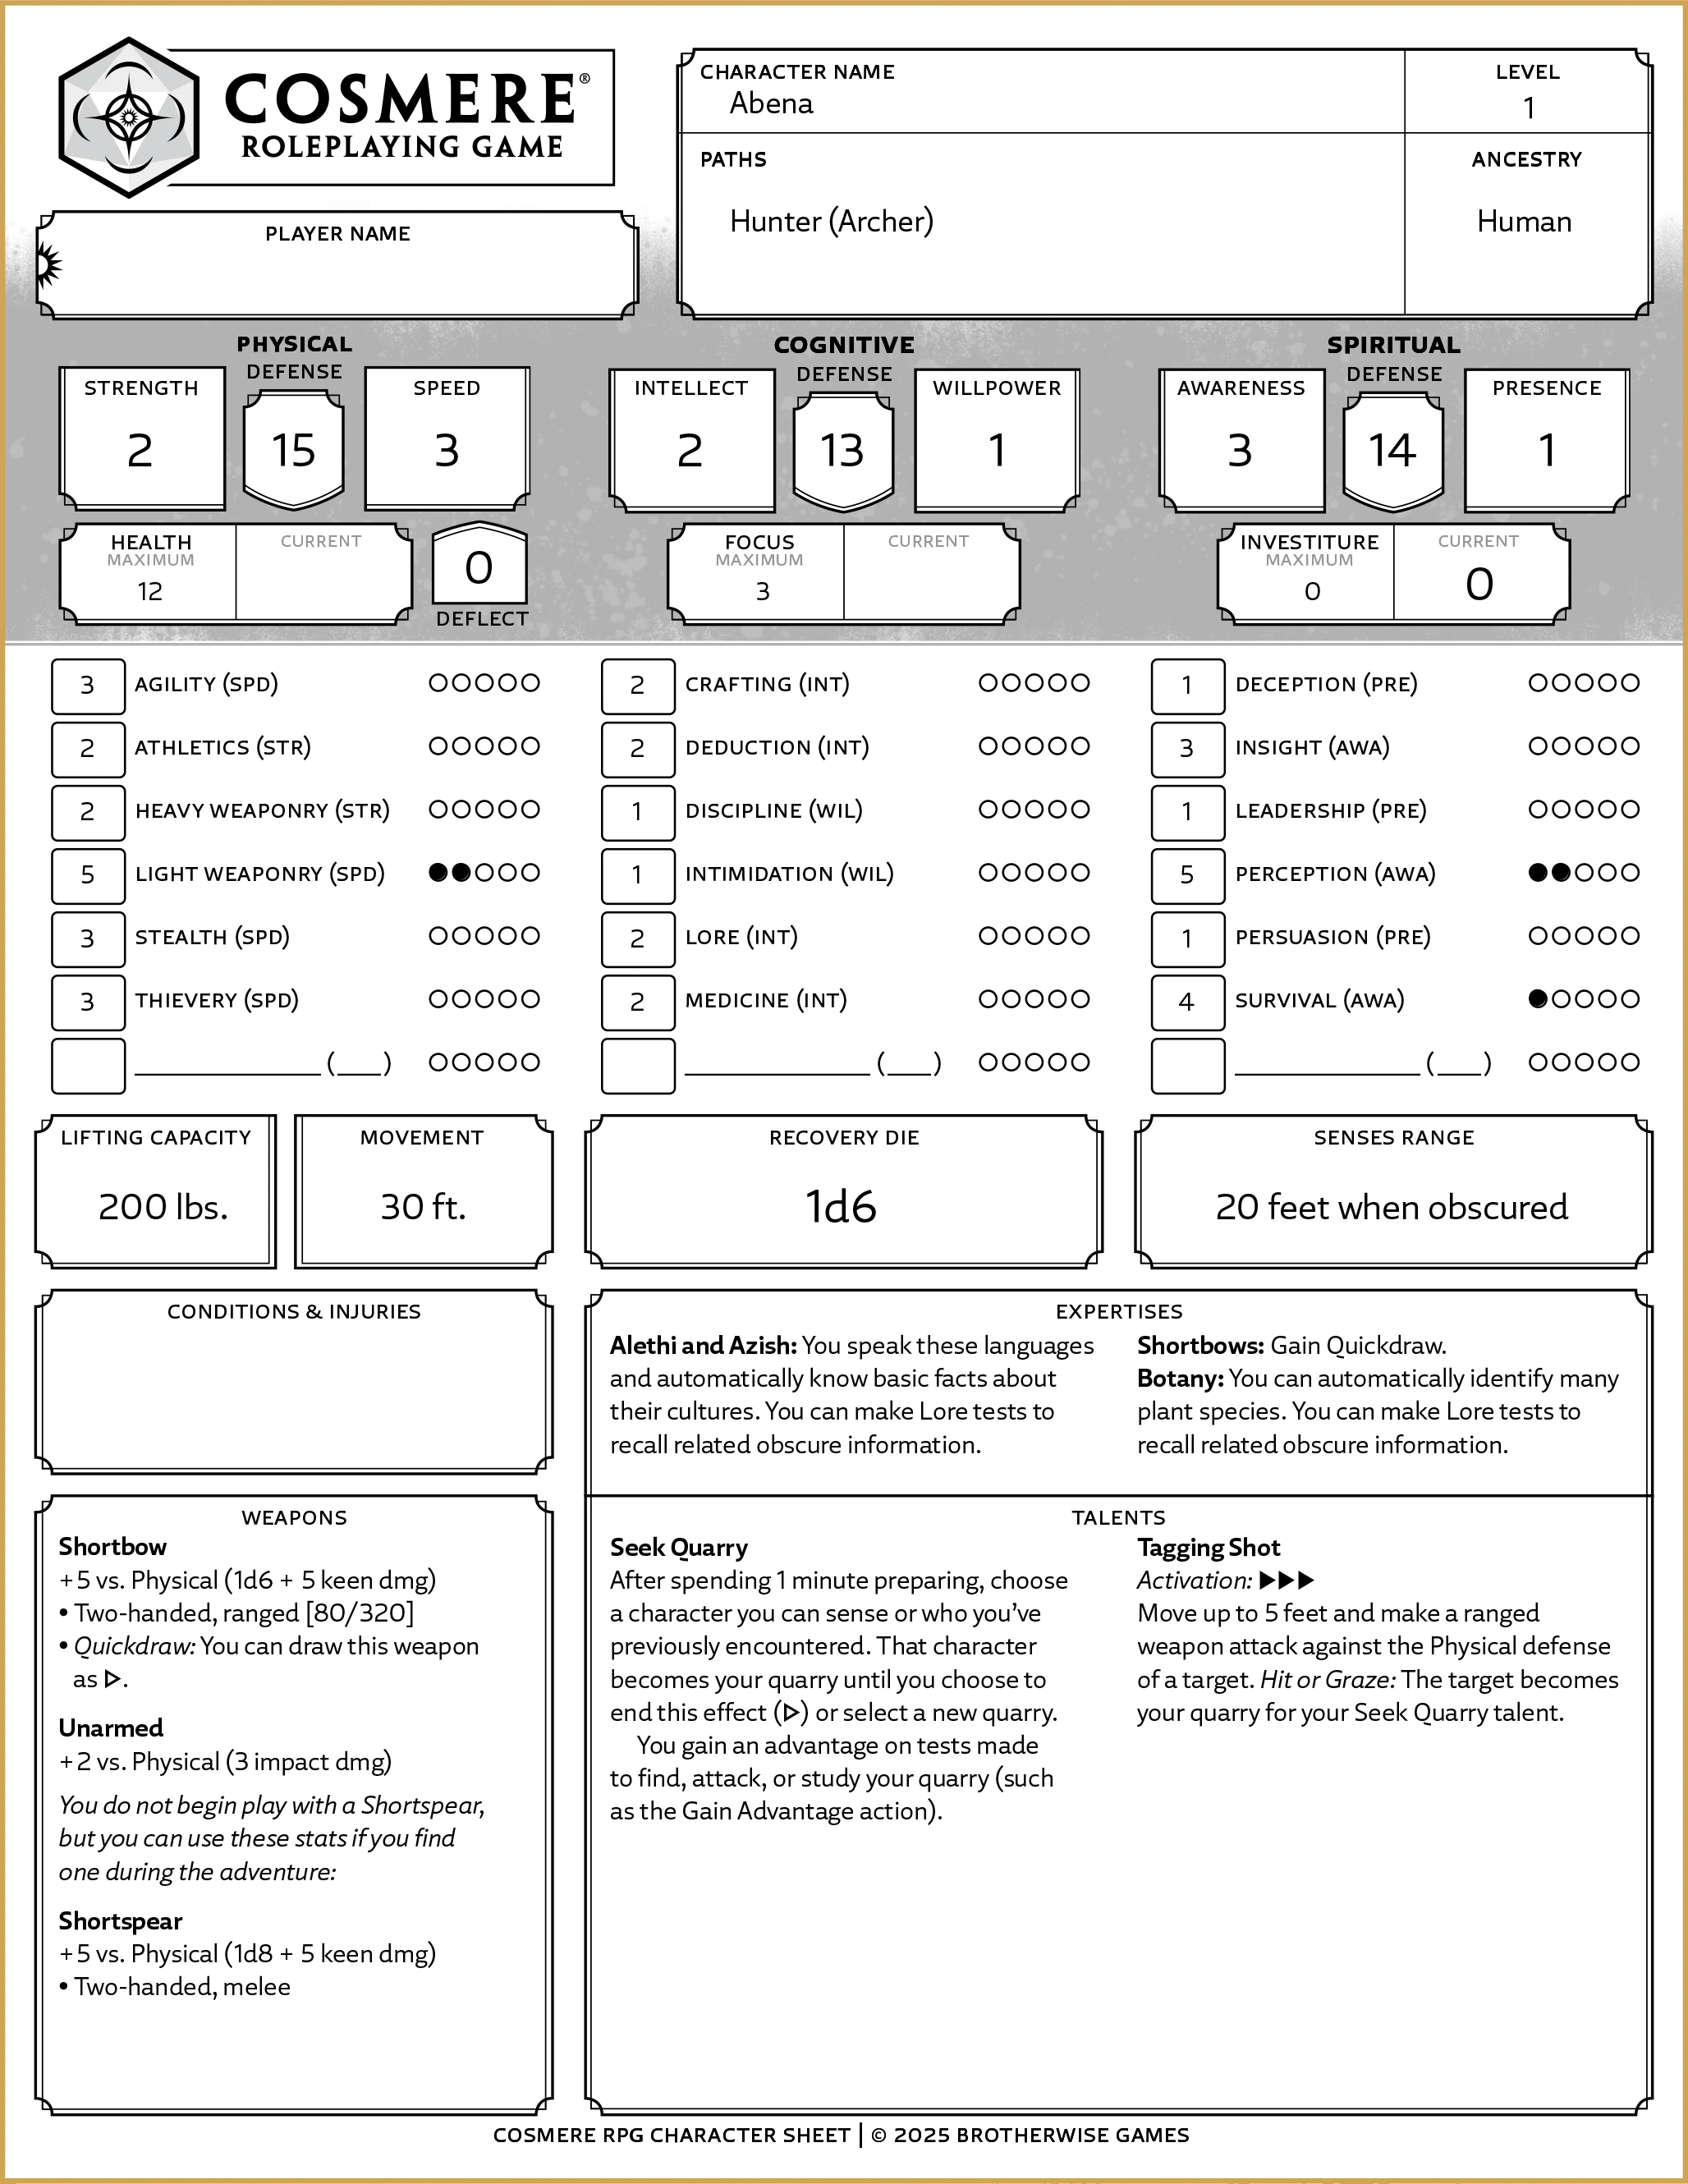 COSMERE®
ROLEPLAYING GAME
CHARACTER NAME
Abena
LEVEL
1
PATHS
Hunter (Archer)
ANCESTRY
Human
PLAYER NAME
PHYSICAL
DEFENSE
STRENGTH
2
15
SPEED
3
COGNITIVE
DEFENSE
INTELLECT
2
13
WILLPOWER
1
SPIRITUAL
DEFENSE
AWARENESS
3
14
PRESENCE
1
HEALTH
MAXIMUM
12
CURRENT
0
DEFLECT
FOCUS
MAXIMUM
3
CURRENT
INVESTITURE
MAXIMUM
0
CURRENT
0
3 AGILITY (SPD)
2 ATHLETICS (STR)
2 HEAVY WEAPONRY (STR)
5 LIGHT WEAPONRY (SPD)
3 STEALTH (SPD)
3 THIEVERY (SPD)
(___)
2 CRAFTING (INT)
2 DEDUCTION (INT)
1 DISCIPLINE (WIL)
1 INTIMIDATION (WIL)
2 LORE (INT)
2 MEDICINE (INT)
(___)
1 DECEPTION (PRE)
3 INSIGHT (AWA)
1 LEADERSHIP (PRE)
5 PERCEPTION (AWA)
1 PERSUASION (PRE)
4 SURVIVAL (AWA)
(___)
LIFTING CAPACITY
200 lbs.
MOVEMENT
30 ft.
RECOVERY DIE
1d6
SENSES RANGE
20 feet when obscured
CONDITIONS & INJURIES
EXPERTISES
Alethi and Azish: You speak these languages
and automatically know basic facts about
their cultures. You can make Lore tests to
recall related obscure information.
Shortbows: Gain Quickdraw.
Botany: You can automatically identify many
plant species. You can make Lore tests to
recall related obscure information.
WEAPONS
Shortbow
+5 vs. Physical (1d6 + 5 keen dmg)
• Two-handed, ranged [80/320]
• Quickdraw: You can draw this weapon
as ▷.
Unarmed
+2 vs. Physical (3 impact dmg)
You do not begin play with a Shortspear,
but you can use these stats if you find
one during the adventure:
Shortspear
+5 vs. Physical (1d8 + 5 keen dmg)
• Two-handed, melee
TALENTS
Seek Quarry
After spending 1 minute preparing, choose
a character you can sense or who you’ve
previously encountered. That character
becomes your quarry until you choose to
end this effect (▷) or select a new quarry.
You gain an advantage on tests made
to find, attack, or study your quarry (such
as the Gain Advantage action).
Tagging Shot
Activation: ▶▶▶
Move up to 5 feet and make a ranged
weapon attack against the Physical defense
of a target. Hit or Graze: The target becomes
your quarry for your Seek Quarry talent.
COSMERE RPG CHARACTER SHEET | © 2025 BROTHERWISE GAMES